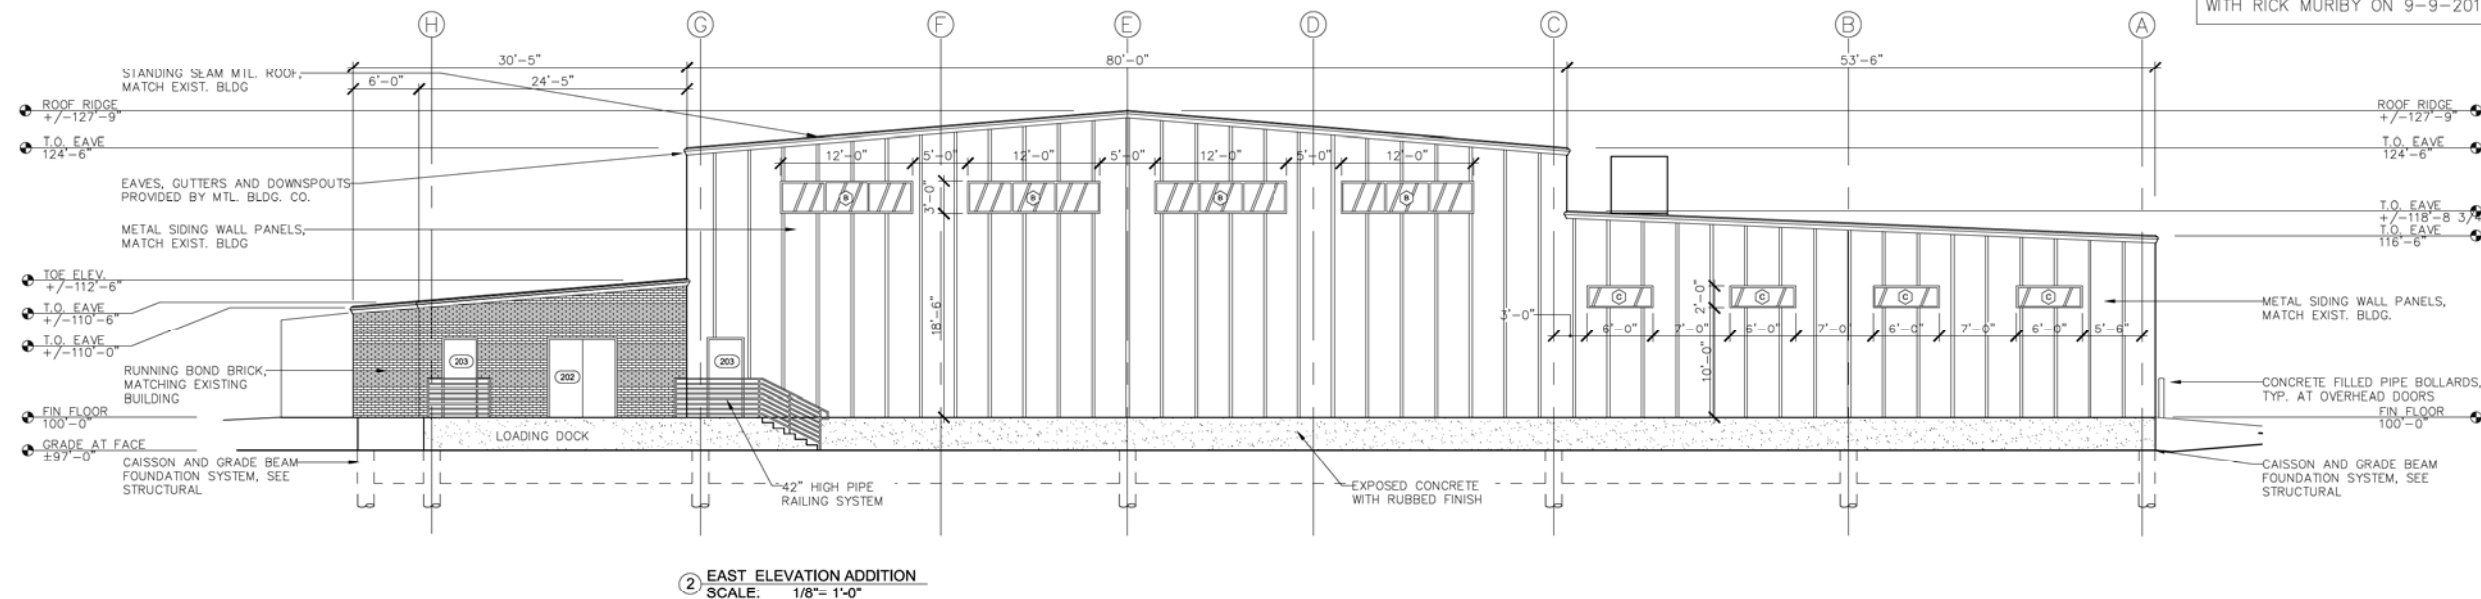 WITH RICK MURIBY ON 9-9-201
H
G
F
E
D
C
B
A
30'-5"
80'-0"
53'-6"
6'-0"
24'-5"
STANDING SEAM MTL. ROOF,
MATCH EXIST. BLDG
ROOF RIDGE
+/-127'-9"
T.O. EAVE
124'-6"
EAVES, GUTTERS AND DOWNSPOUTS
PROVIDED BY MTL. BLDG. CO.
METAL SIDING WALL PANELS,
MATCH EXIST. BLDG
TOE ELEV.
+/-112'-6"
T.O. EAVE
+/-110'-6"
T.O. EAVE
+/-110'-0"
RUNNING BOND BRICK,
MATCHING EXISTING
BUILDING
FIN FLOOR
100'-0"
GRADE AT FACE
±97'-0"
CAISSON AND GRADE BEAM
FOUNDATION SYSTEM, SEE
STRUCTURAL
12'-0"
5'-0"
12'-0"
5'-0"
12'-0"
5'-0"
12'-0"
3'-0"
B
B
B
B
18'-6"
203
202
203
LOADING DOCK
42" HIGH PIPE
RAILING SYSTEM
EXPOSED CONCRETE
WITH RUBBED FINISH
C
C
C
C
2'-0"
3'-0"
6'-0"
7'-0"
6'-0"
7'-0"
6'-0"
7'-0"
6'-0"
5'-6"
10'-0"
ROOF RIDGE
+/-127'-9"
T.O. EAVE
124'-6"
T.O. EAVE
+/-118'-8 3/4
T.O. EAVE
116'-6"
METAL SIDING WALL PANELS,
MATCH EXIST. BLDG.
CONCRETE FILLED PIPE BOLLARDS,
TYP. AT OVERHEAD DOORS
FIN FLOOR
100'-0"
CAISSON AND GRADE BEAM
FOUNDATION SYSTEM, SEE
STRUCTURAL
2 EAST ELEVATION ADDITION
SCALE: 1/8"= 1'-0"